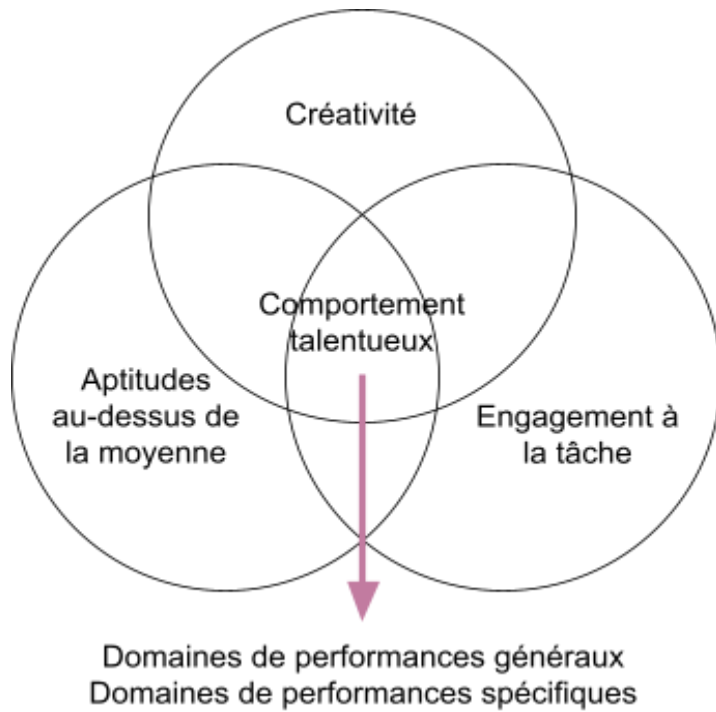 Créativité
Comportement
talentueux
Aptitudes
au-dessus de
la moyenne
Engagement à
la tâche
Domaines de performances généraux
Domaines de performances spécifiques